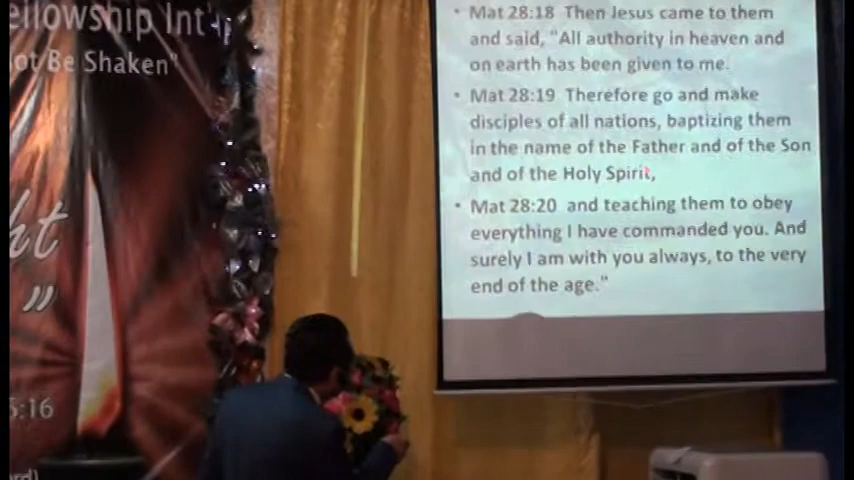 ellowship Int'
ot Be Shaken"
ht
"
5:16
rd)
• Mat 28:18 Then Jesus came to them
and said, "All authority in heaven and
on earth has been given to me.
• Mat 28:19 Therefore go and make
disciples of all nations, baptizing them
in the name of the Father and of the Son
and of the Holy Spirit,
• Mat 28:20 and teaching them to obey
everything I have commanded you. And
surely I am with you always, to the very
end of the age."